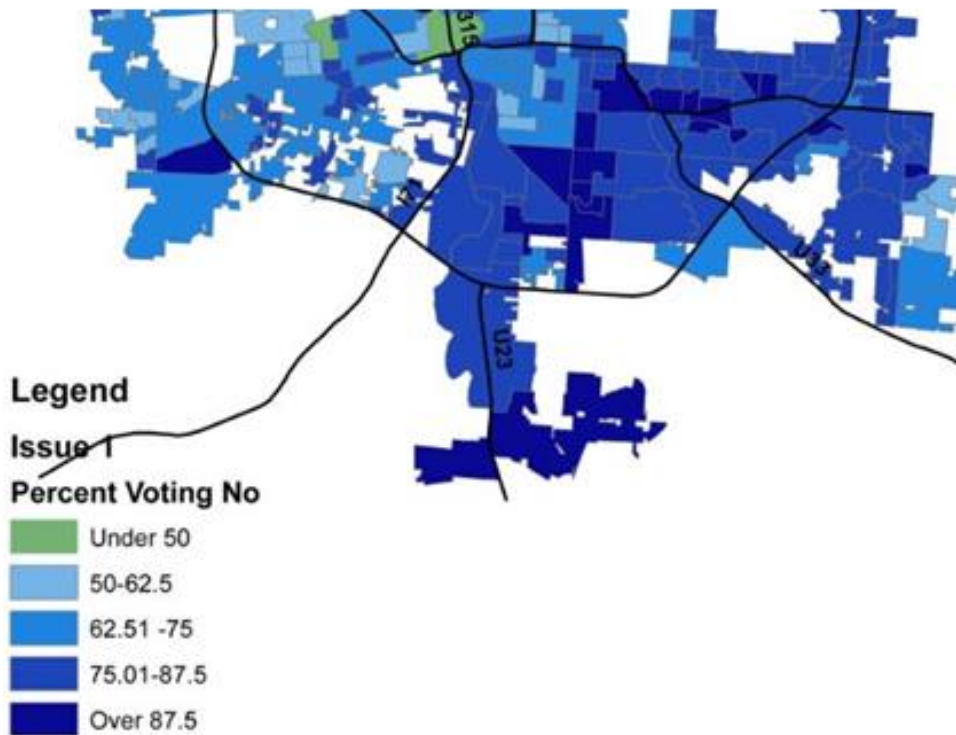 315
I-71
U33
U23
Legend
Issue 1
Percent Voting No
Under 50
50-62.5
62.51 -75
75.01-87.5
Over 87.5